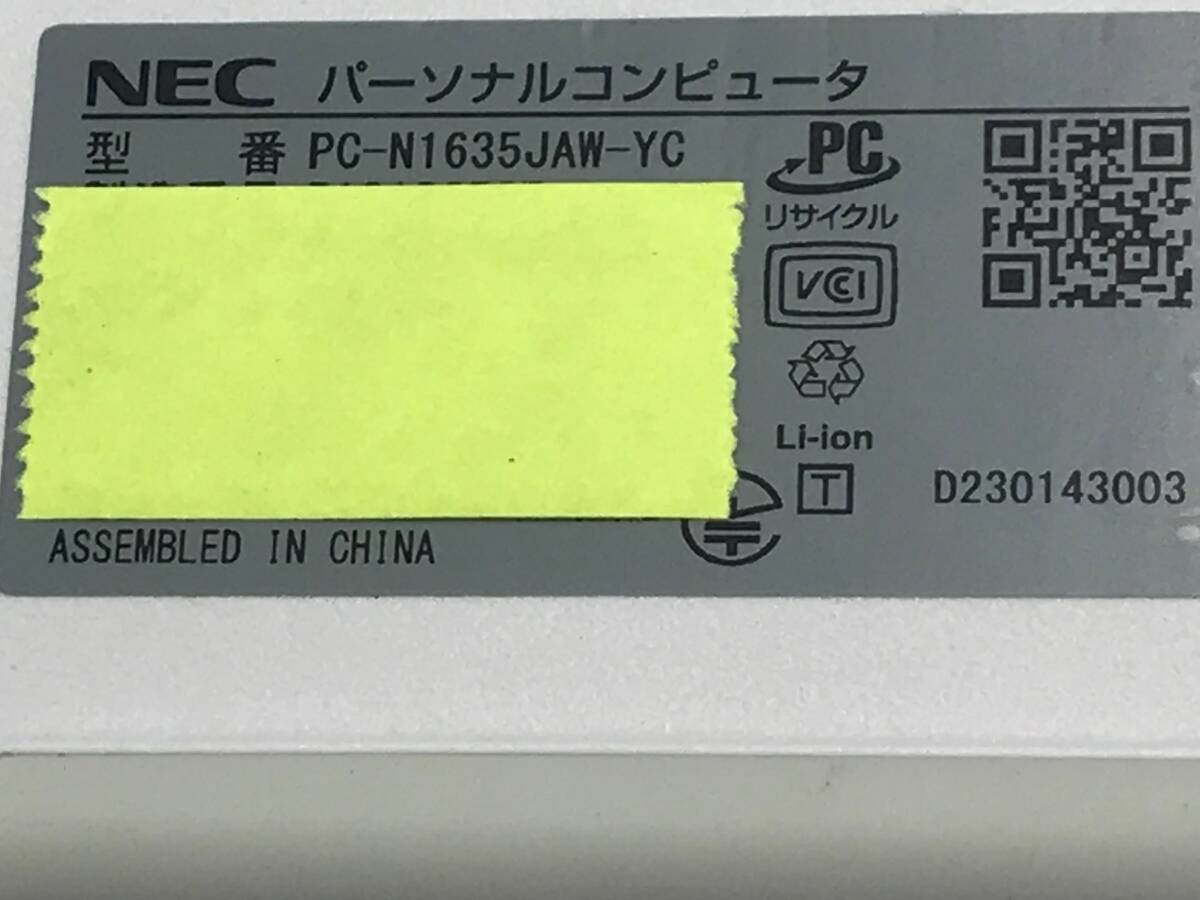 NEC パーソナルコンピュータ
型 番 PC-N1635JAW-YC
PC
リサイクル
VCCI
Li-ion
T
D230143003
ASSEMBLED IN CHINA